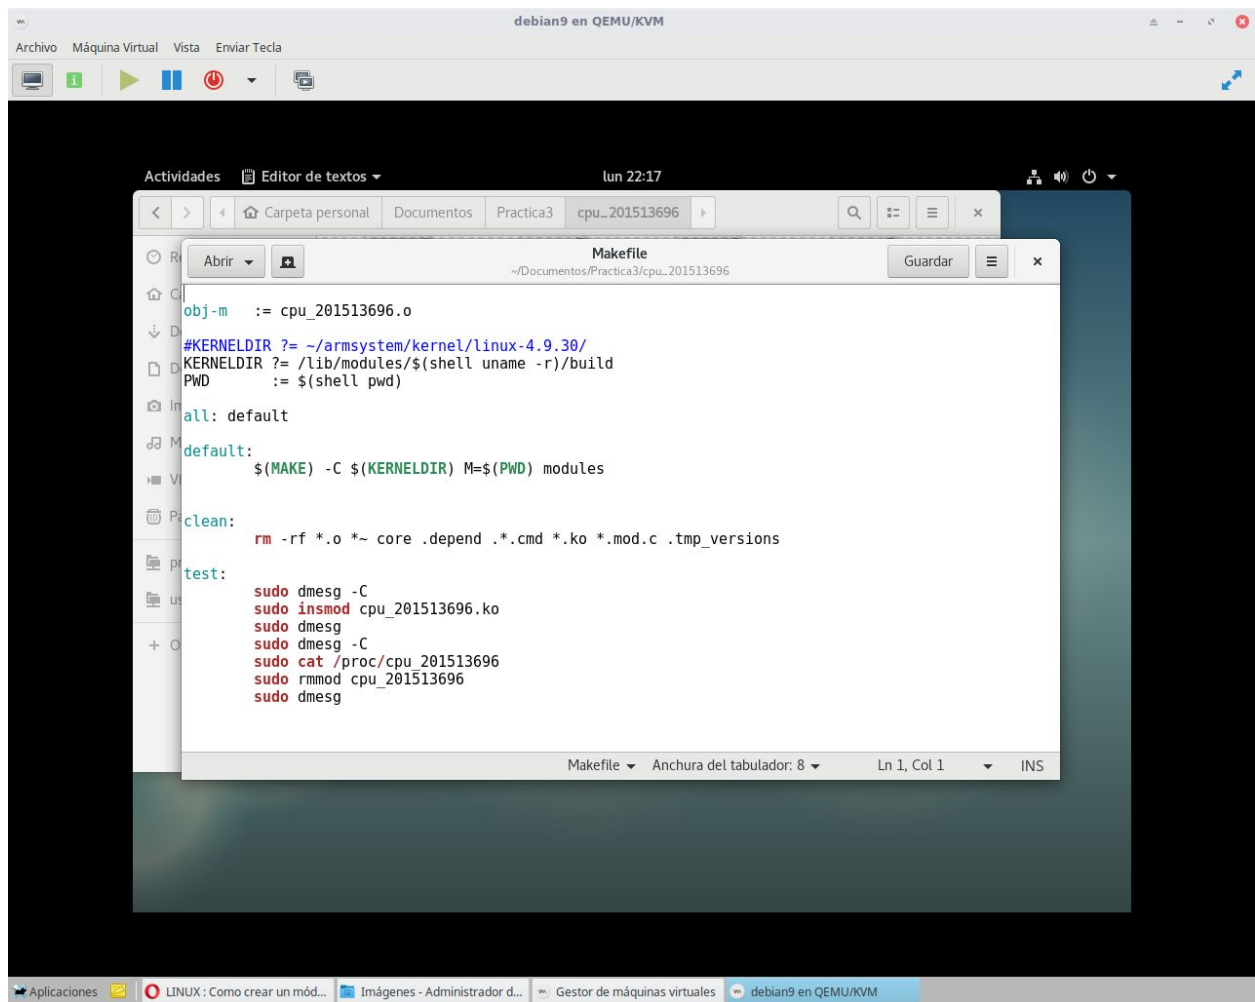 debian9 en QEMU/KVM
Archivo Máquina Virtual Vista Enviar Tecla
Actividades Editor de textos lun 22:17
Carpeta personal Documentos Practica3 cpu_201513696
Abrir Makefile Guardar
~/Documentos/Practica3/cpu_201513696
obj-m   := cpu_201513696.o
#KERNELDIR ?= ~/armsystem/kernel/linux-4.9.30/
KERNELDIR ?= /lib/modules/$(shell uname -r)/build
PWD       := $(shell pwd)
all: default
default:
        $(MAKE) -C $(KERNELDIR) M=$(PWD) modules
clean:
        rm -rf *.o *~ core .depend .*.cmd *.ko *.mod.c .tmp_versions
test:
        sudo dmesg -C
        sudo insmod cpu_201513696.ko
        sudo dmesg
        sudo dmesg -C
        sudo cat /proc/cpu_201513696
        sudo rmmod cpu_201513696
        sudo dmesg
Makefile Anchura del tabulador: 8 Ln 1, Col 1 INS
Aplicaciones LINUX : Como crear un mód... Imágenes - Administrador d... Gestor de máquinas virtuales debian9 en QEMU/KVM